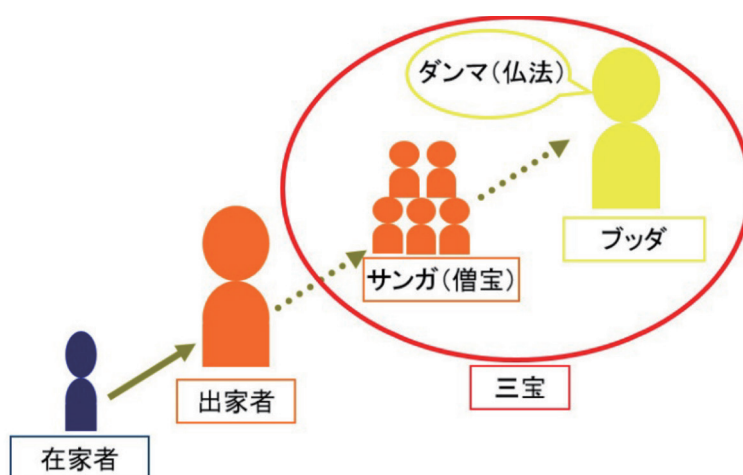 ダンマ（仏法）
ブッダ
サンガ（僧宝）
三宝
出家者
在家者